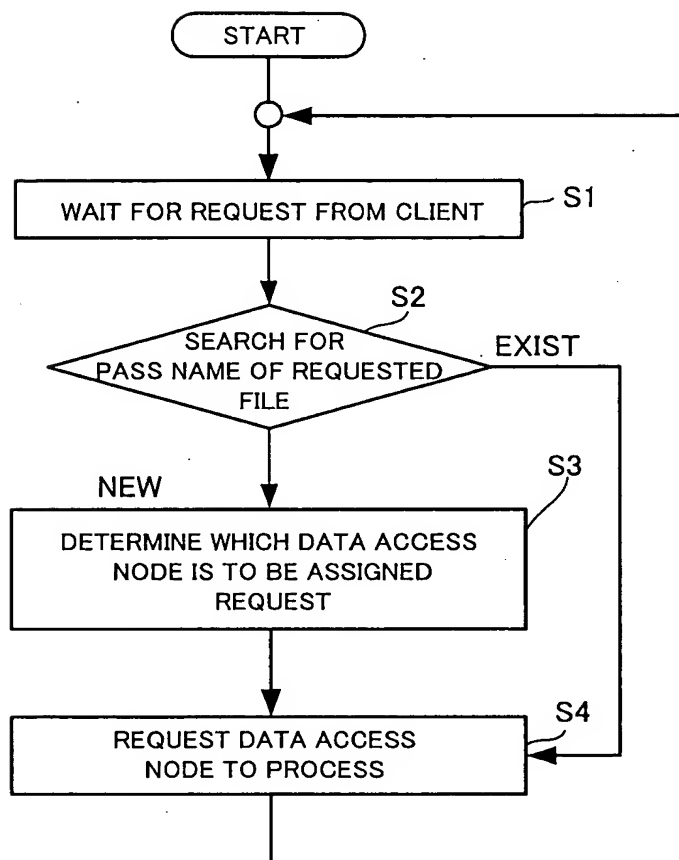 START
WAIT FOR REQUEST FROM CLIENT
S1
S2
SEARCH FOR
PASS NAME OF REQUESTED
FILE
EXIST
NEW
S3
DETERMINE WHICH DATA ACCESS
NODE IS TO BE ASSIGNED
REQUEST
S4
REQUEST DATA ACCESS
NODE TO PROCESS